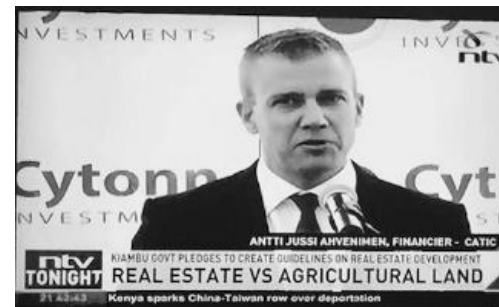 NVESTMENTS
INV
ntv
Cytonn
Cyt
NVESTM
S
ANTTI JUSSI AHVENIMEN, FINANCIER - CATIC
ntv
TONIGHT
KIAMBU GOVT PLEDGES TO CREATE GUIDELINES ON REAL ESTATE DEVELOPMENT
REAL ESTATE VS AGRICULTURAL LAND
21:43:43
Kenya sparks China-Taiwan row over deportation